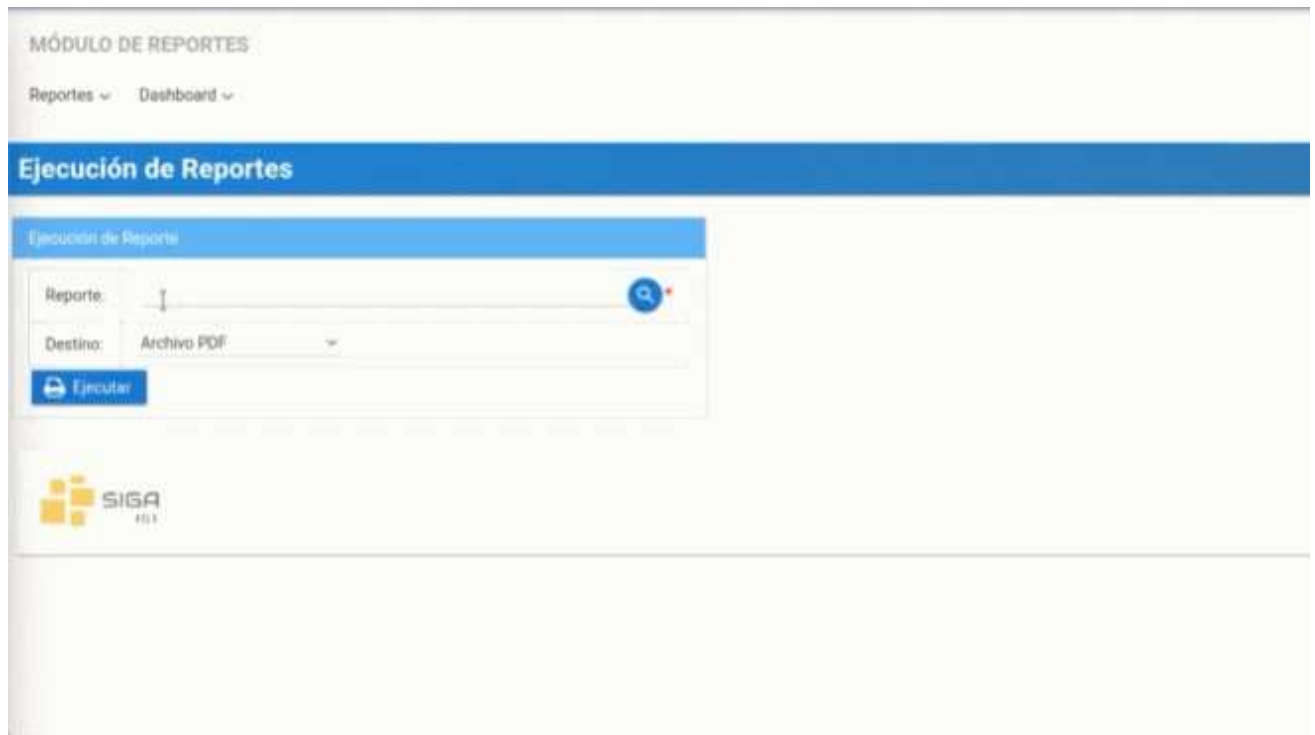 MÓDULO DE REPORTES
Reportes Dashboard
Ejecución de Reportes
Ejecución de Reporte
Reporte: *
Destino: Archivo PDF
Ejecutar
SIGA